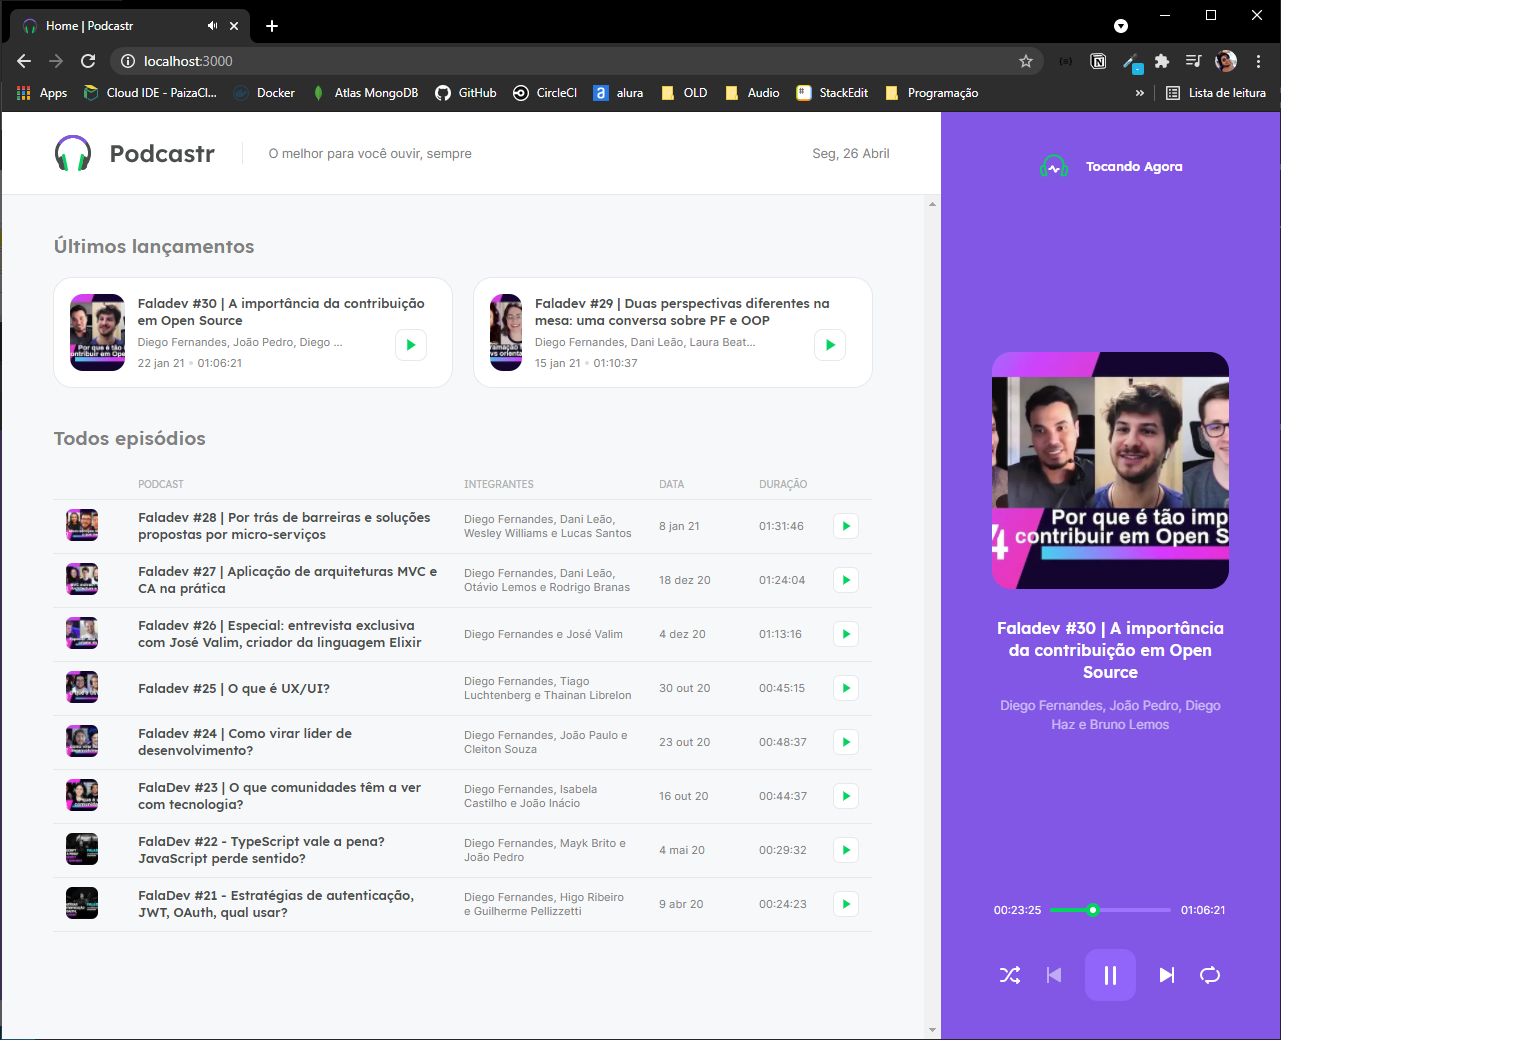 Home | Podcastr
localhost:3000
Apps
Cloud IDE - PaizaCl...
Docker
Atlas MongoDB
GitHub
CircleCI
alura
OLD
Audio
StackEdit
Programação
»
Lista de leitura
Podcastr
O melhor para você ouvir, sempre
Seg, 26 Abril
Últimos lançamentos
Faladev #30 | A importância da contribuição
em Open Source
Diego Fernandes, João Pedro, Diego ...
22 jan 21 • 01:06:21
Faladev #29 | Duas perspectivas diferentes na
mesa: uma conversa sobre PF e OOP
Diego Fernandes, Dani Leão, Laura Beat...
15 jan 21 • 01:10:37
Todos episódios
PODCAST INTEGRANTES DATA DURAÇÃO
Faladev #28 | Por trás de barreiras e soluções
propostas por micro-serviços
Diego Fernandes, Dani Leão,
Wesley Williams e Lucas Santos
8 jan 21
01:31:46
Faladev #27 | Aplicação de arquiteturas MVC e
CA na prática
Diego Fernandes, Dani Leão,
Otávio Lemos e Rodrigo Branas
18 dez 20
01:24:04
Faladev #26 | Especial: entrevista exclusiva
com José Valim, criador da linguagem Elixir
Diego Fernandes e José Valim
4 dez 20
01:13:16
Faladev #25 | O que é UX/UI?
Diego Fernandes, Tiago
Luchtenberg e Thainan Librelon
30 out 20
00:45:15
Faladev #24 | Como virar líder de
desenvolvimento?
Diego Fernandes, João Paulo e
Cleiton Souza
23 out 20
00:48:37
FalaDev #23 | O que comunidades têm a ver
com tecnologia?
Diego Fernandes, Isabela
Castilho e João Inácio
16 out 20
00:44:37
FalaDev #22 - TypeScript vale a pena?
JavaScript perde sentido?
Diego Fernandes, Mayk Brito e
João Pedro
4 mai 20
00:29:32
FalaDev #21 - Estratégias de autenticação,
JWT, OAuth, qual usar?
Diego Fernandes, Higo Ribeiro
e Guilherme Pellizzetti
9 abr 20
00:24:23
Tocando Agora
Por que é tão imp
4 contribuir em Open S
Faladev #30 | A importância
da contribuição em Open
Source
Diego Fernandes, João Pedro, Diego
Haz e Bruno Lemos
00:23:25
01:06:21